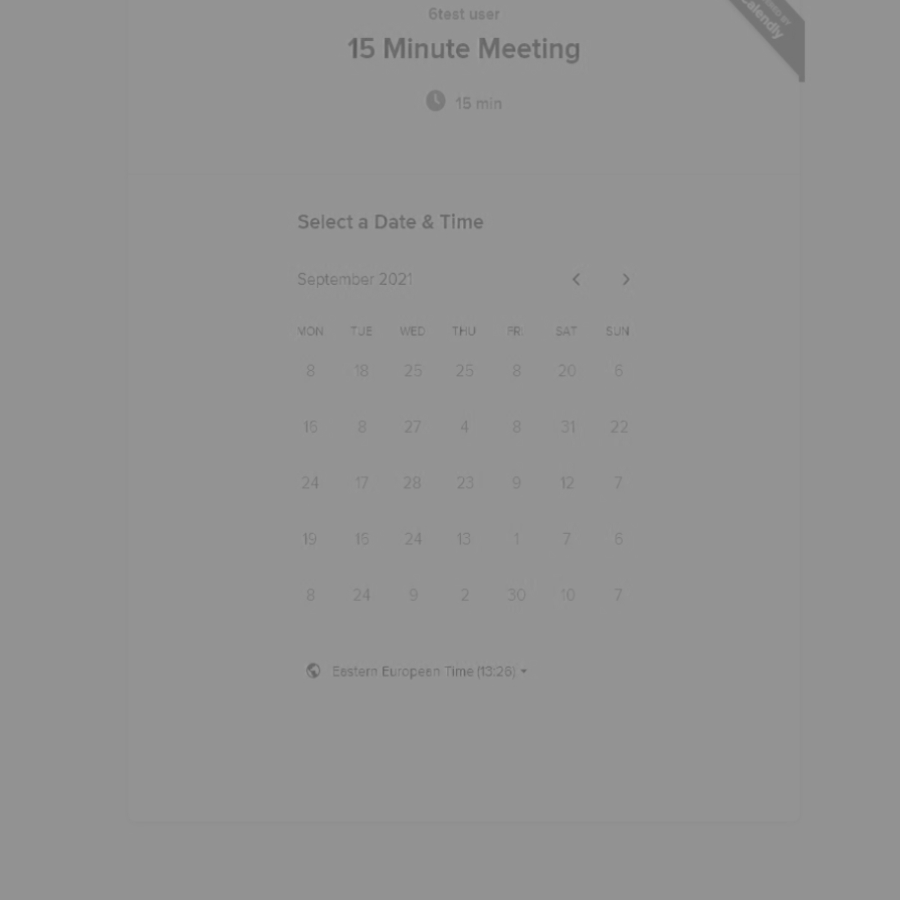 6test user
15 Minute Meeting
Calendly
15 min
Select a Date & Time
September 2021
MON TUE WED THU FRI SAT SUN
8 18 25 25 8 20 6
15 8 27 4 8 31 22
24 17 28 23 9 12 7
19 16 24 13 1 7 6
8 24 9 2 30 10 7
Eastern European Time (13:26)